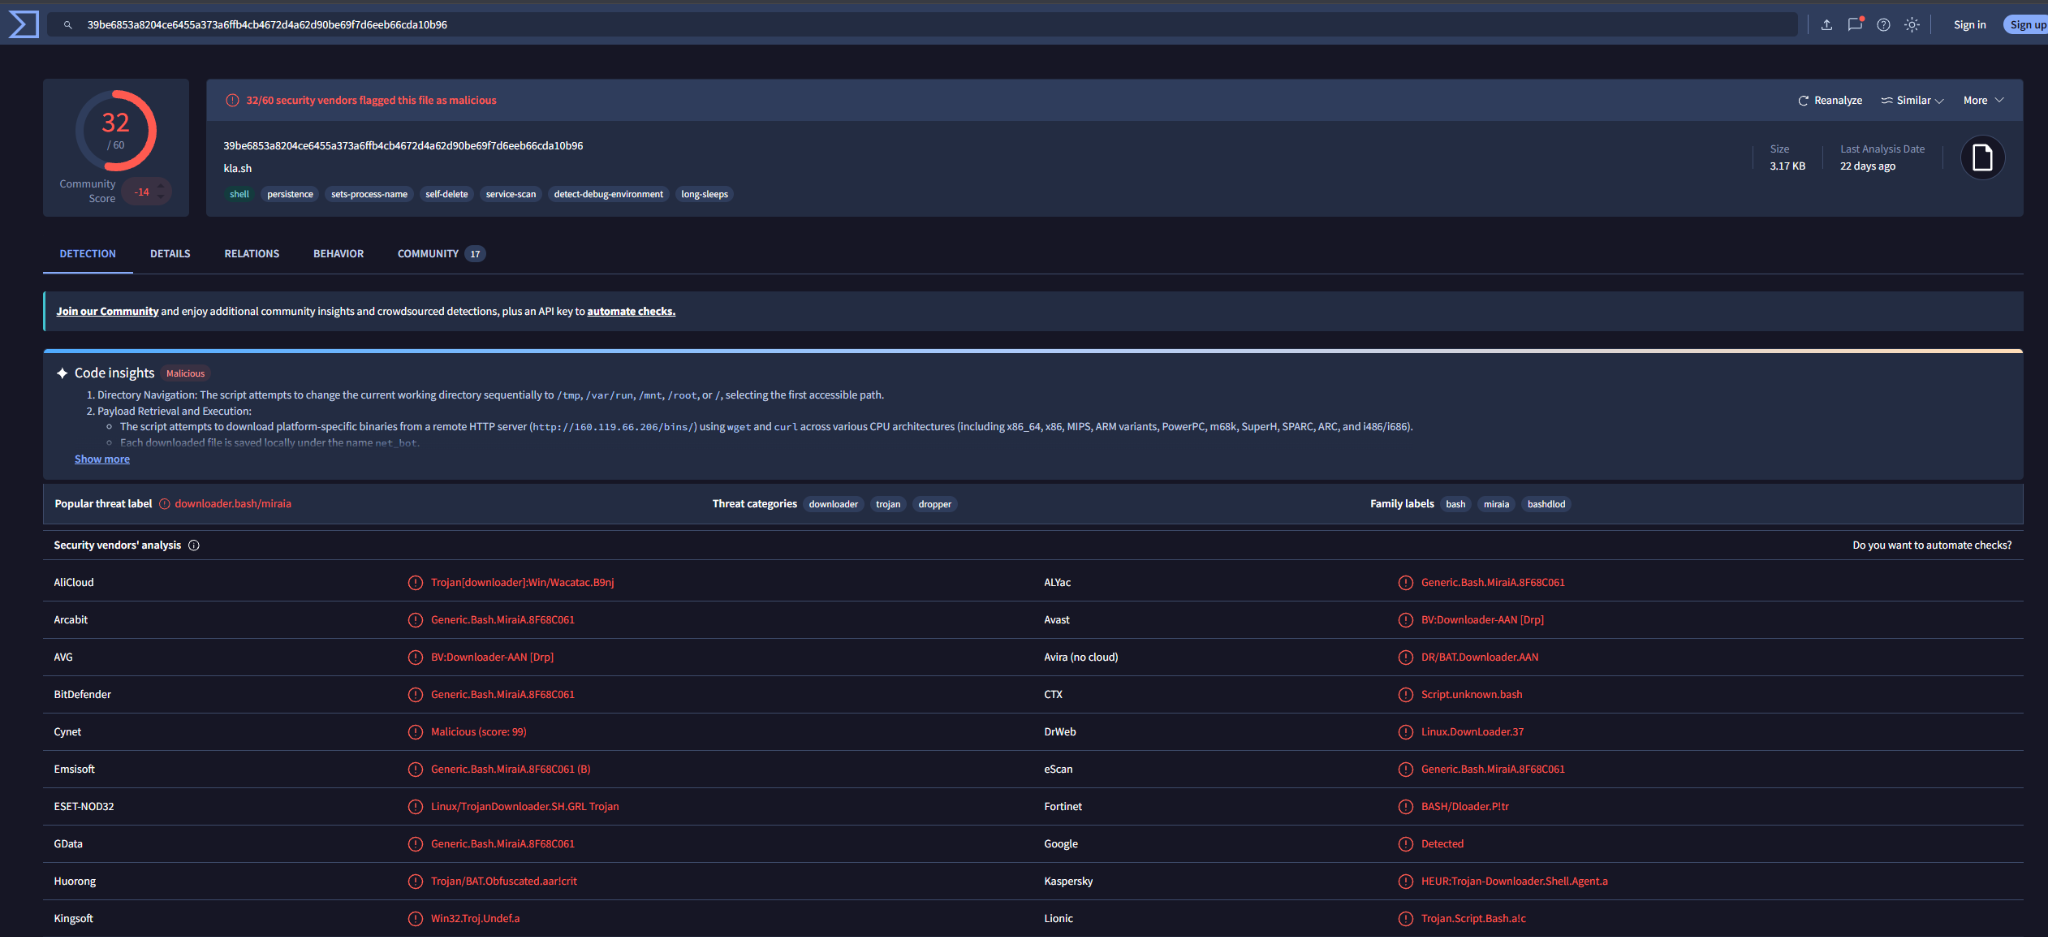 39be6853a8204ce6455a373a6ffb4cb4672d4a62d90be69f7d6eeb66cda10b96
Sign in
Sign up
32
/ 60
Community
Score
-14
32/60 security vendors flagged this file as malicious
Reanalyze
Similar
More
39be6853a8204ce6455a373a6ffb4cb4672d4a62d90be69f7d6eeb66cda10b96
kla.sh
shell persistence sets-process-name self-delete service-scan detect-debug-environment long-sleeps
Size
3.17 KB
Last Analysis Date
22 days ago
DETECTION DETAILS RELATIONS BEHAVIOR COMMUNITY 17
Join our Community and enjoy additional community insights and crowdsourced detections, plus an API key to automate checks.
Code insights Malicious
1. Directory Navigation: The script attempts to change the current working directory sequentially to /tmp, /var/run, /mnt, /root, or /, selecting the first accessible path.
2. Payload Retrieval and Execution:
The script attempts to download platform-specific binaries from a remote HTTP server (http://160.119.66.206/bins/) using wget and curl across various CPU architectures (including x86_64, x86, MIPS, ARM variants, PowerPC, m68k, SuperH, SPARC, ARC, and i486/i686).
Each downloaded file is saved locally under the name net_bot.
Show more
Popular threat label downloader.bash/miraia Threat categories downloader trojan dropper Family labels bash miraia bashdlod
Security vendors' analysis Do you want to automate checks?
AliCloud Trojan[downloader]:Win/Wacatac.B9nj ALYac Generic.Bash.MiraiA.8F68C061
Arcabit Generic.Bash.MiraiA.8F68C061 Avast BV:Downloader-AAN [Drp]
AVG BV:Downloader-AAN [Drp] Avira (no cloud) DR/BAT.Downloader.AAN
BitDefender Generic.Bash.MiraiA.8F68C061 CTX Script.unknown.bash
Cynet Malicious (score: 99) DrWeb Linux.DownLoader.37
Emsisoft Generic.Bash.MiraiA.8F68C061 (B) eScan Generic.Bash.MiraiA.8F68C061
ESET-NOD32 Linux/TrojanDownloader.SH.GRL Trojan Fortinet BASH/Dloader.P!tr
GData Generic.Bash.MiraiA.8F68C061 Google Detected
Huorong Trojan/BAT.Obfuscated.aar!crit Kaspersky HEUR:Trojan-Downloader.Shell.Agent.a
Kingsoft Win32.Troj.Undef.a Lionic Trojan.Script.Bash.a!c